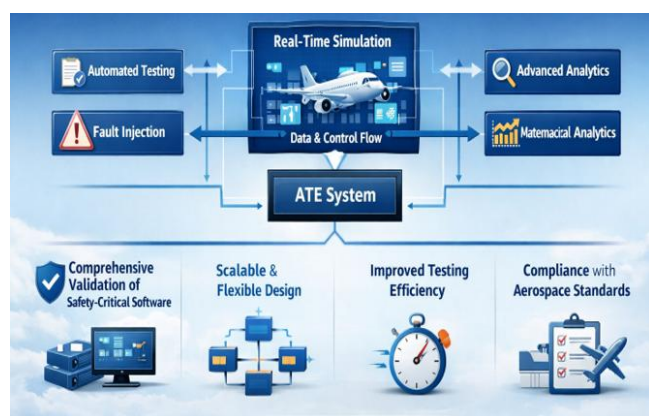 Real-Time Simulation
Automated Testing
Advanced Analytics
Fault Injection
Data & Control Flow
Matemacical Analytics
ATE System
Comprehensive
Validation of
Safety-Critical Software
Scalable &
Flexible Design
Improved Testing
Efficiency
Compliance with
Aerospace Standards